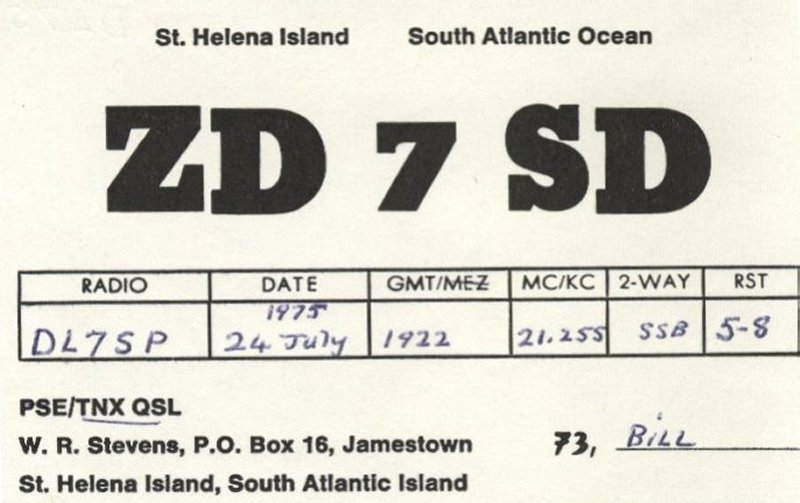 St. Helena Island South Atlantic Ocean
ZD 7 SD
RADIO DATE GMT/MEZ MC/KC 2-WAY RST
1975
DL7SP 24 July 1922 21.255 SSB 5-8
PSE/TNX QSL
W. R. Stevens, P.O. Box 16, Jamestown 73, BiLL
St. Helena Island, South Atlantic Island